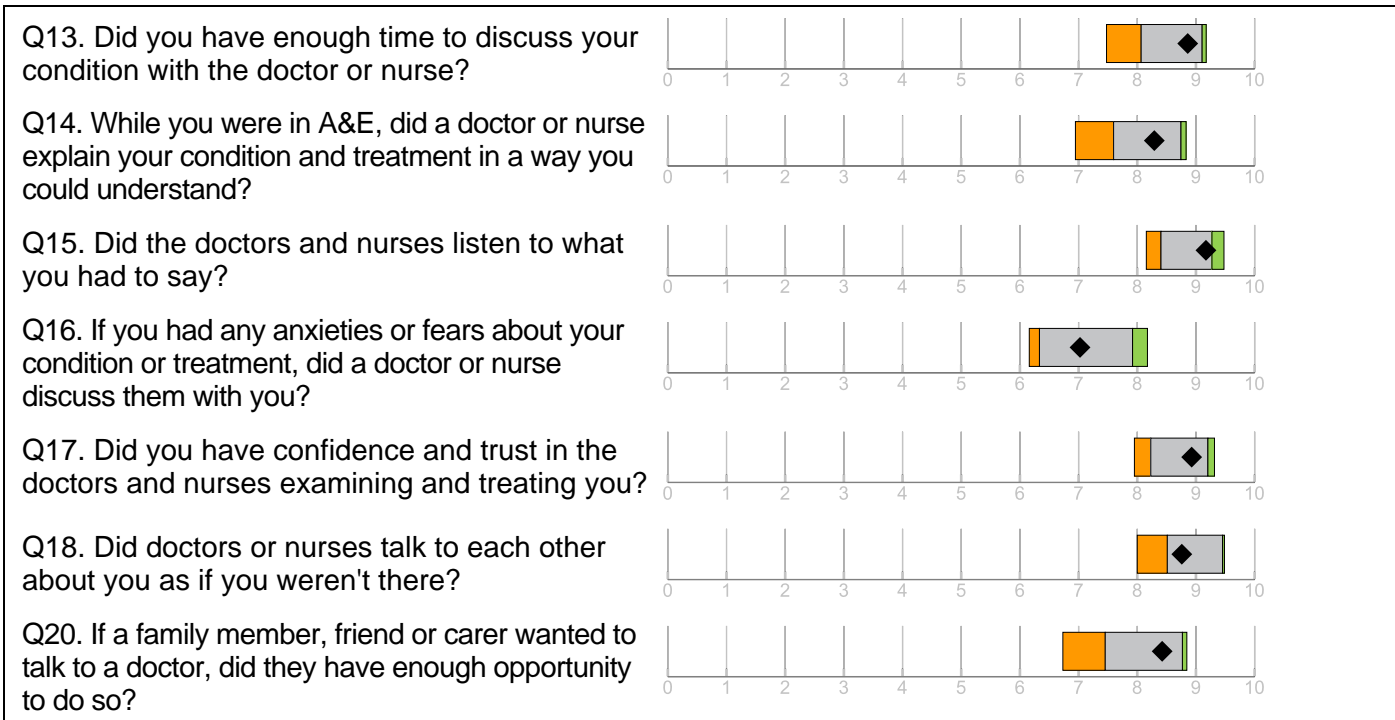 Q13. Did you have enough time to discuss your
condition with the doctor or nurse?
0 1 2 3 4 5 6 7 8 9 10
Q14. While you were in A&E, did a doctor or nurse
explain your condition and treatment in a way you
could understand?
0 1 2 3 4 5 6 7 8 9 10
Q15. Did the doctors and nurses listen to what
you had to say?
0 1 2 3 4 5 6 7 8 9 10
Q16. If you had any anxieties or fears about your
condition or treatment, did a doctor or nurse
discuss them with you?
0 1 2 3 4 5 6 7 8 9 10
Q17. Did you have confidence and trust in the
doctors and nurses examining and treating you?
0 1 2 3 4 5 6 7 8 9 10
Q18. Did doctors or nurses talk to each other
about you as if you weren't there?
0 1 2 3 4 5 6 7 8 9 10
Q20. If a family member, friend or carer wanted to
talk to a doctor, did they have enough opportunity
to do so?
0 1 2 3 4 5 6 7 8 9 10